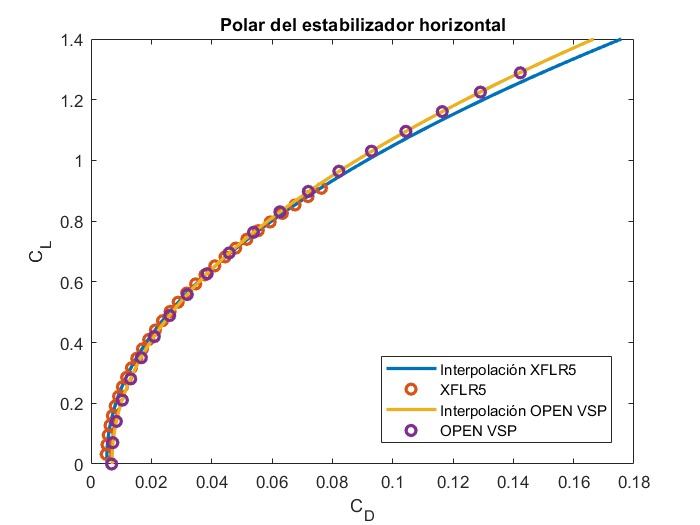 Polar del estabilizador horizontal
1.4
1.2
1
0.8
0.6
0.4
0.2
0
C_L
0 0.02 0.04 0.06 0.08 0.1 0.12 0.14 0.16 0.18
C_D
Interpolación XFLR5
XFLR5
Interpolación OPEN VSP
OPEN VSP